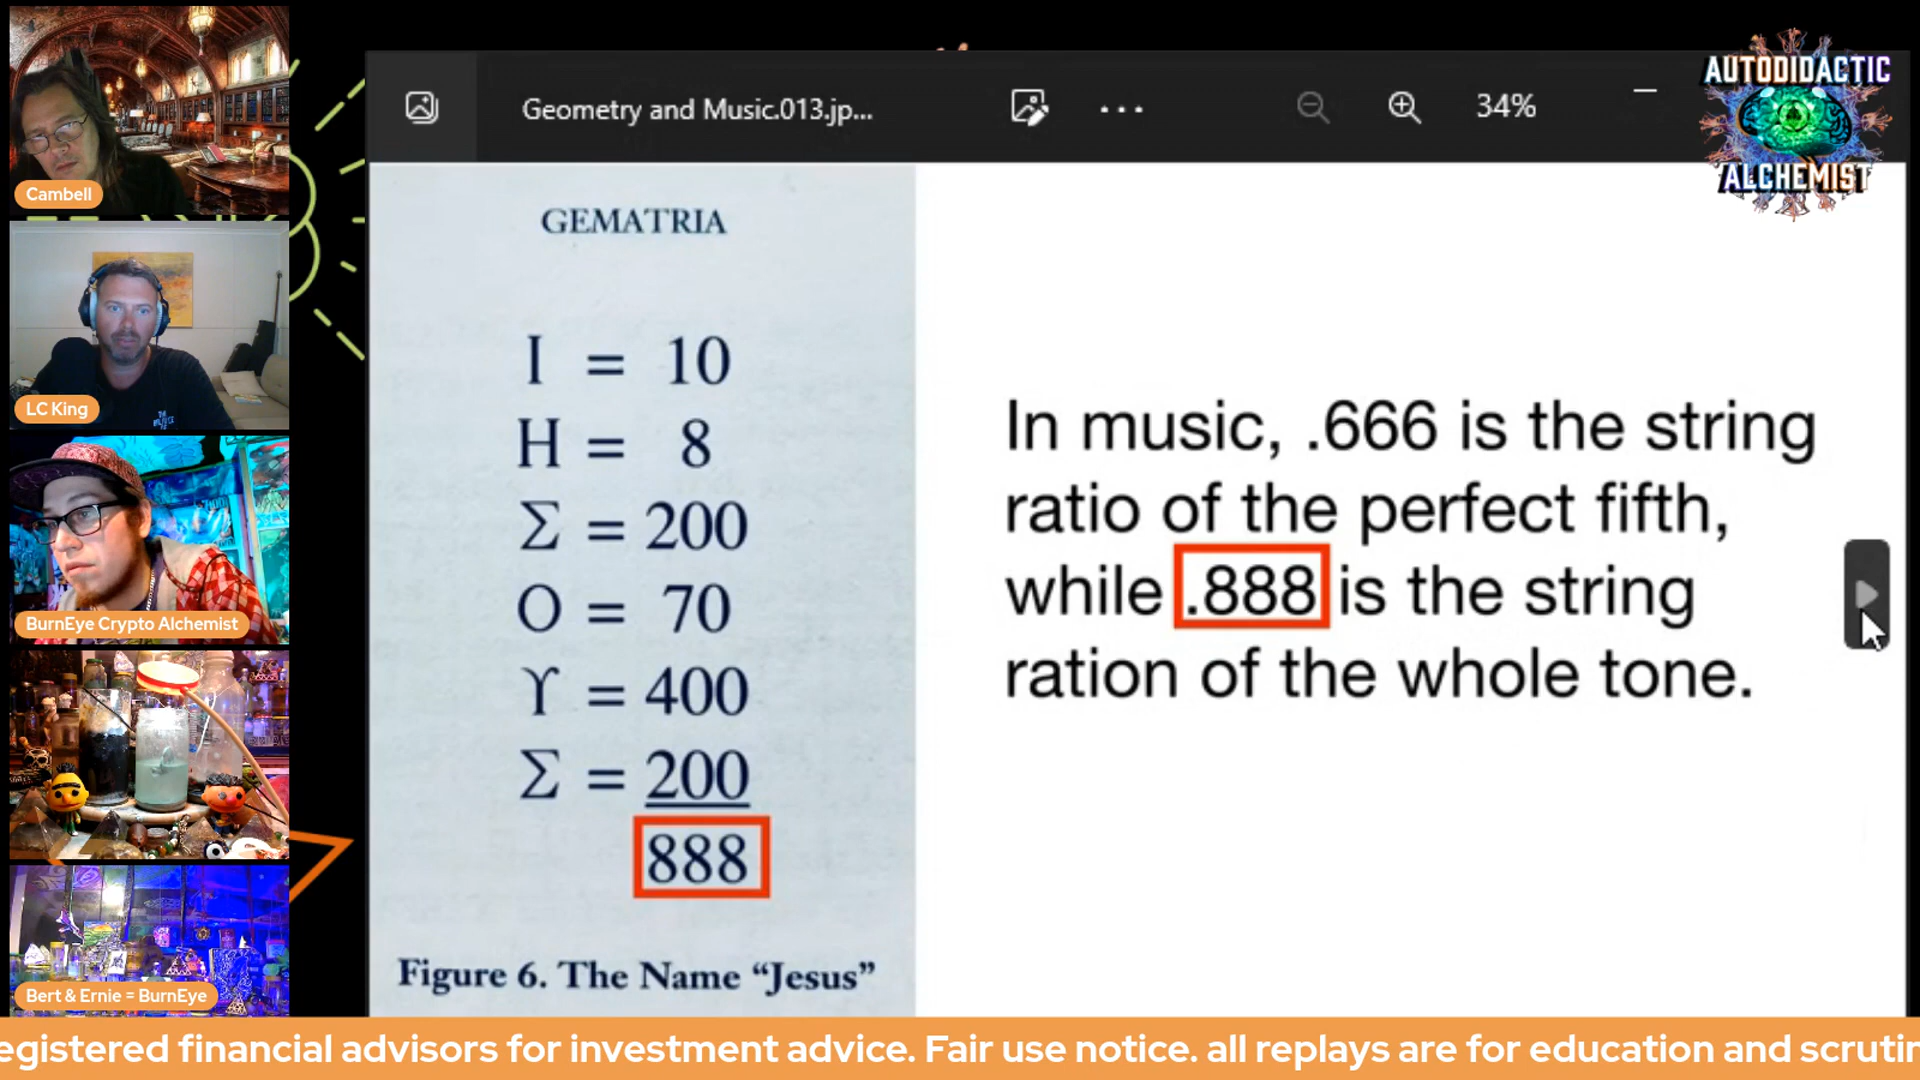 Cambell
LC King
BurnEye Crypto Alchemist
Bert & Ernie = BurnEye
Geometry and Music.013.jp...
34%
AUTODIDACTIC
ALCHEMIST
GEMATRIA
I = 10
H = 8
Σ = 200
O = 70
ϒ = 400
Σ = 200
888
Figure 6. The Name “Jesus”
In music, .666 is the string
ratio of the perfect fifth,
while .888 is the string
ration of the whole tone.
egistered financial advisors for investment advice. Fair use notice. all replays are for education and scrutin